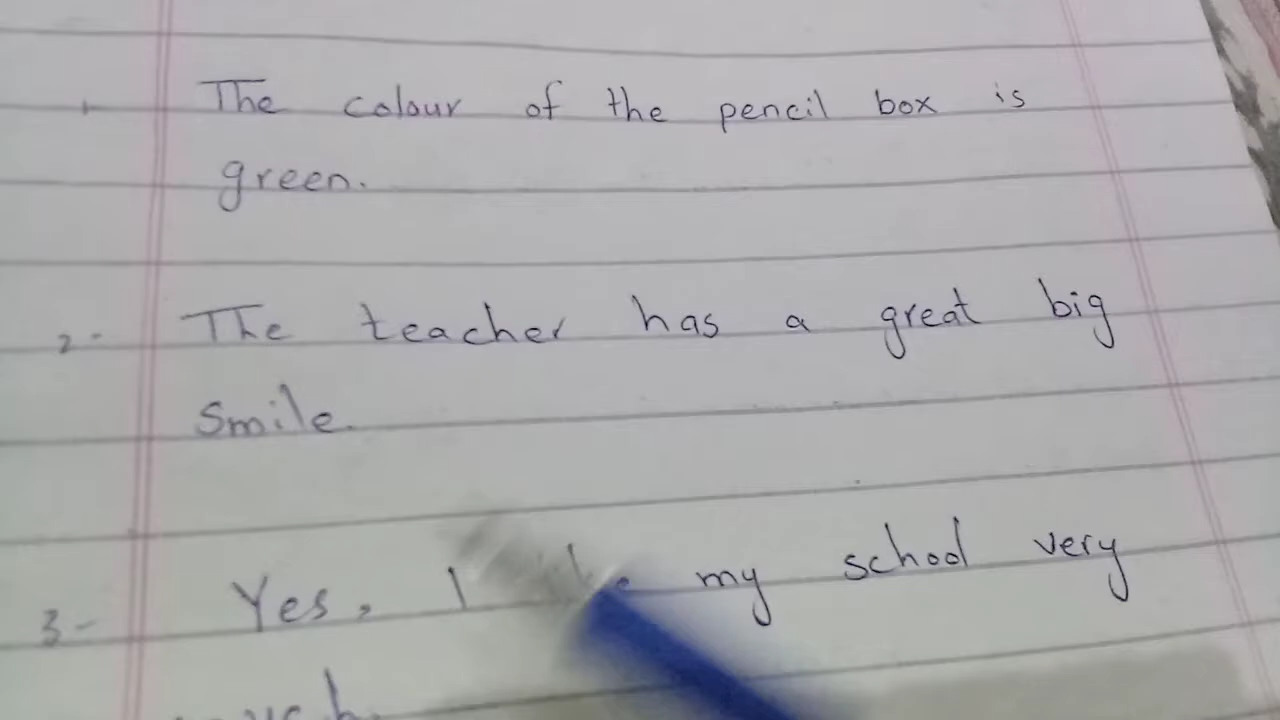 1- The colour of the pencil box is
green.
2- The teacher has a great big
Smile.
3- Yes, I my school very